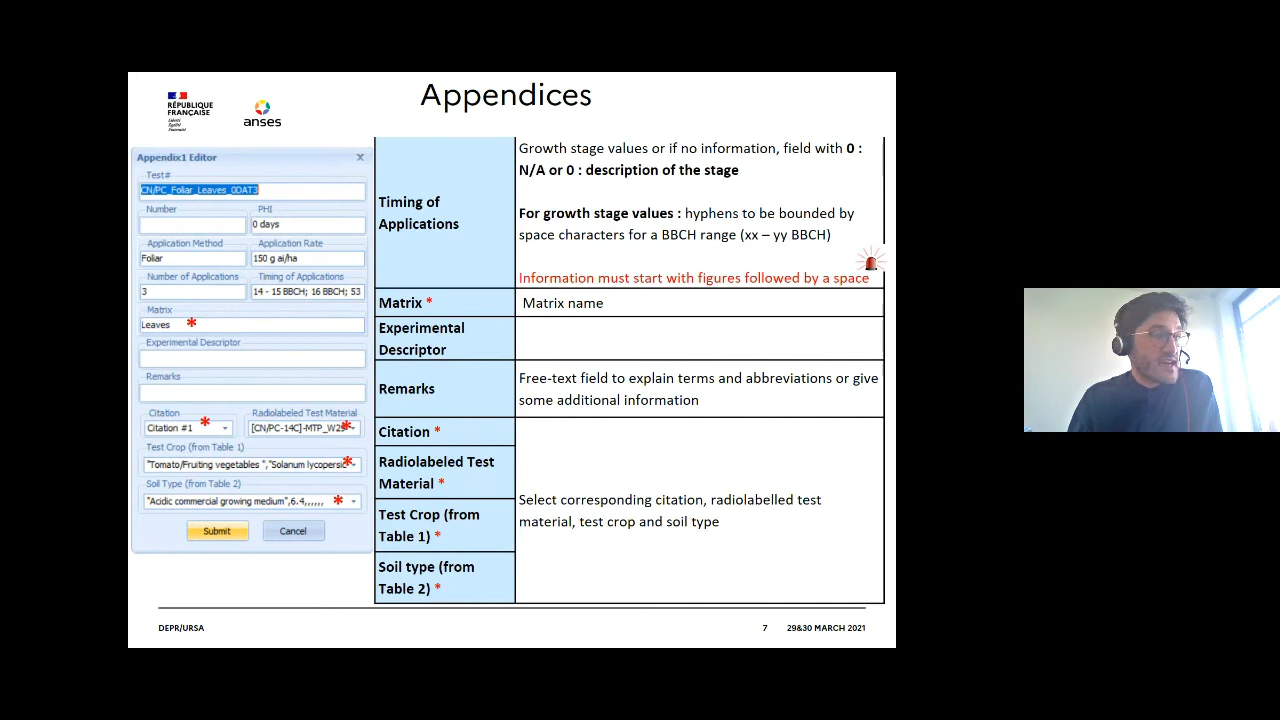 Appendices
RÉPUBLIQUE
FRANÇAISE
Liberté
Égalité
Fraternité
anses
Appendix1 Editor
Test#
CN/PC_Foliar_Leaves_0DAT3
Number
PHI
0 days
Application Method
Application Rate
Foliar
150 g ai/ha
Number of Applications
Timing of Applications
3
14 - 15 BBCH; 16 BBCH; 53
Matrix
Leaves *
Experimental Descriptor
Remarks
Citation
Radiolabeled Test Material
Citation #1 *
[CN/PC-14C]-MTP_W *
Test Crop (from Table 1)
"Tomato/Fruiting vegetables ","Solanum lycopersic *
Soil Type (from Table 2)
"Acidic commercial growing medium",6.4,,,,,, *
Submit
Cancel
Timing of
Applications
Growth stage values or if no information, field with 0 :
N/A or 0 : description of the stage
For growth stage values : hyphens to be bounded by
space characters for a BBCH range (xx – yy BBCH)
Information must start with figures followed by a space
Matrix *
Matrix name
Experimental
Descriptor
Remarks
Free-text field to explain terms and abbreviations or give
some additional information
Citation *
Radiolabeled Test
Material *
Test Crop (from
Table 1) *
Soil type (from
Table 2) *
Select corresponding citation, radiolabelled test
material, test crop and soil type
DEPR/URSA
7
29&30 MARCH 2021